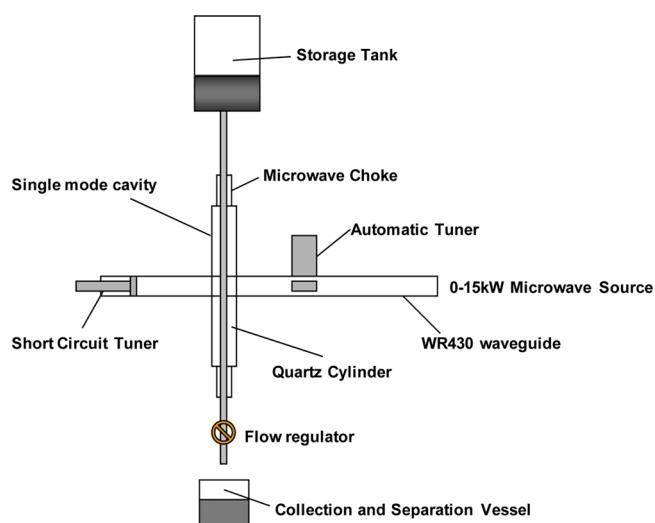 Storage Tank
Microwave Choke
Single mode cavity
Automatic Tuner
0-15kW Microwave Source
Short Circuit Tuner
WR430 waveguide
Quartz Cylinder
Flow regulator
Collection and Separation Vessel